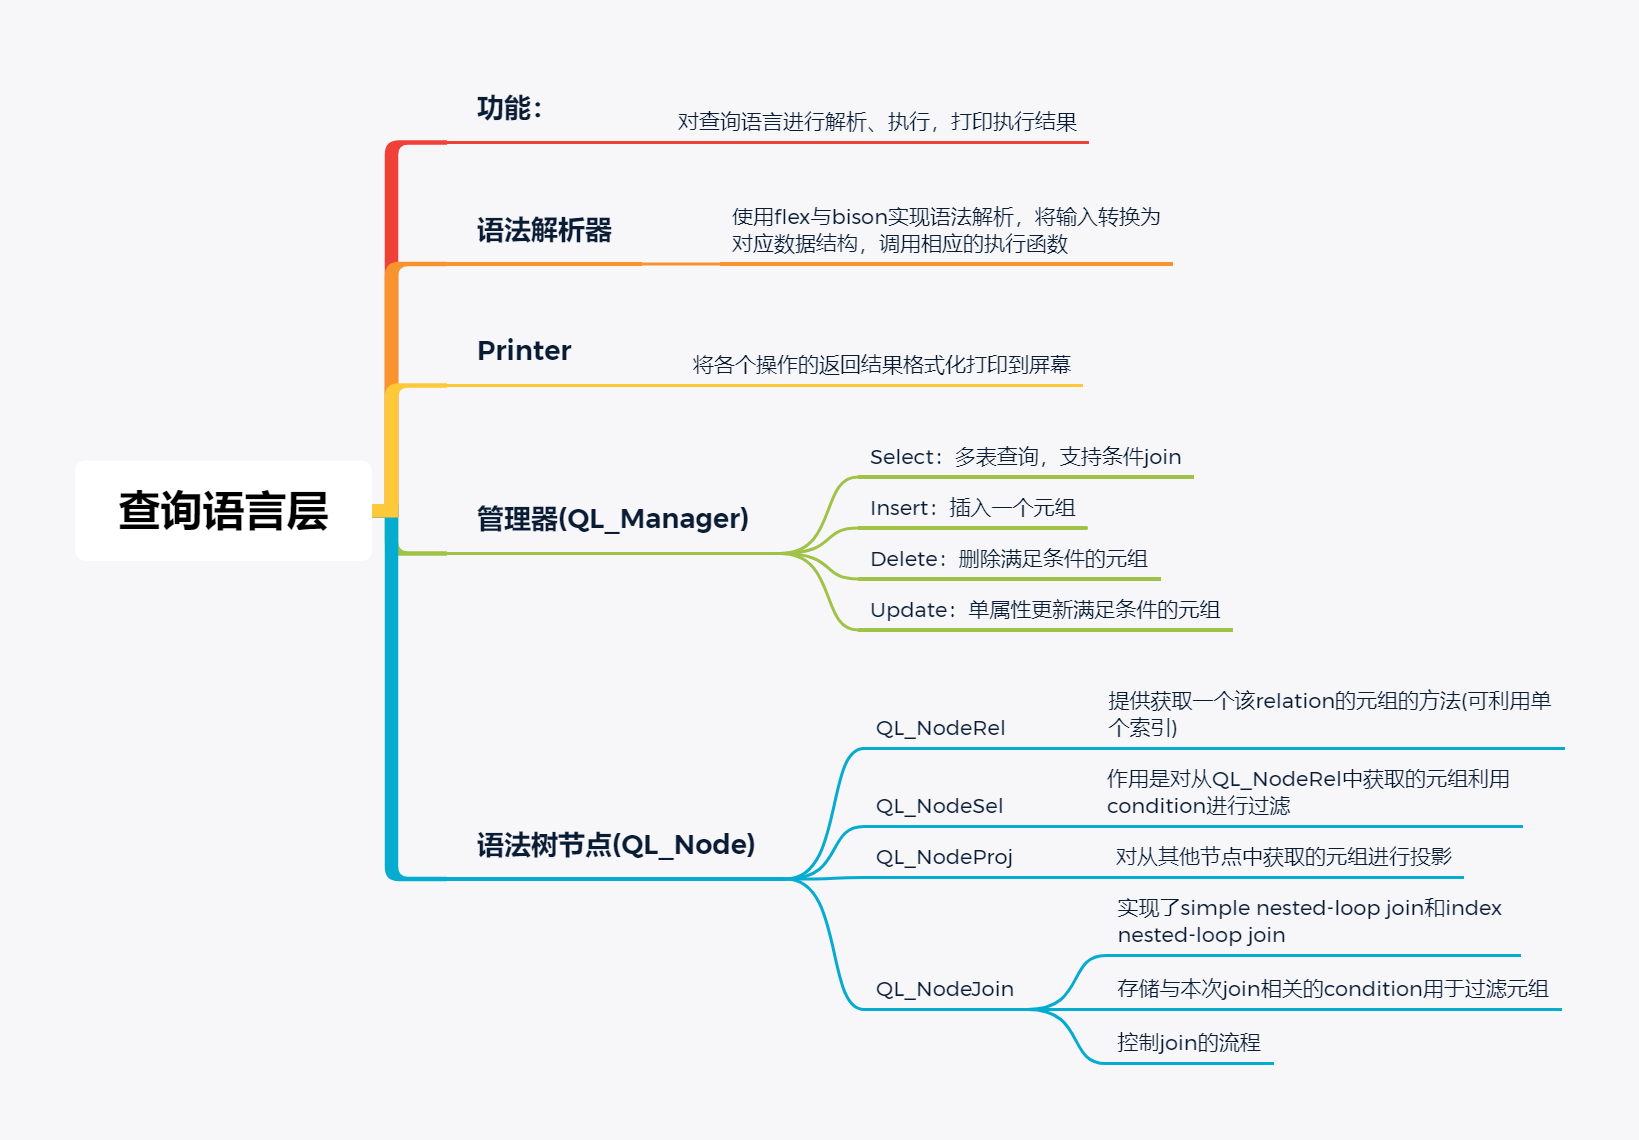 查询语言层
功能：
对查询语言进行解析、执行，打印执行结果
语法解析器
使用flex与bison实现语法解析，将输入转换为
对应数据结构，调用相应的执行函数
Printer
将各个操作的返回结果格式化打印到屏幕
管理器(QL_Manager)
Select：多表查询，支持条件join
Insert：插入一个元组
Delete：删除满足条件的元组
Update：单属性更新满足条件的元组
语法树节点(QL_Node)
QL_NodeRel
提供获取一个该relation的元组的方法(可利用单
个索引)
QL_NodeSel
作用是对从QL_NodeRel中获取的元组利用
condition进行过滤
QL_NodeProj
对从其他节点中获取的元组进行投影
QL_NodeJoin
实现了simple nested-loop join和index
nested-loop join
存储与本次join相关的condition用于过滤元组
控制join的流程